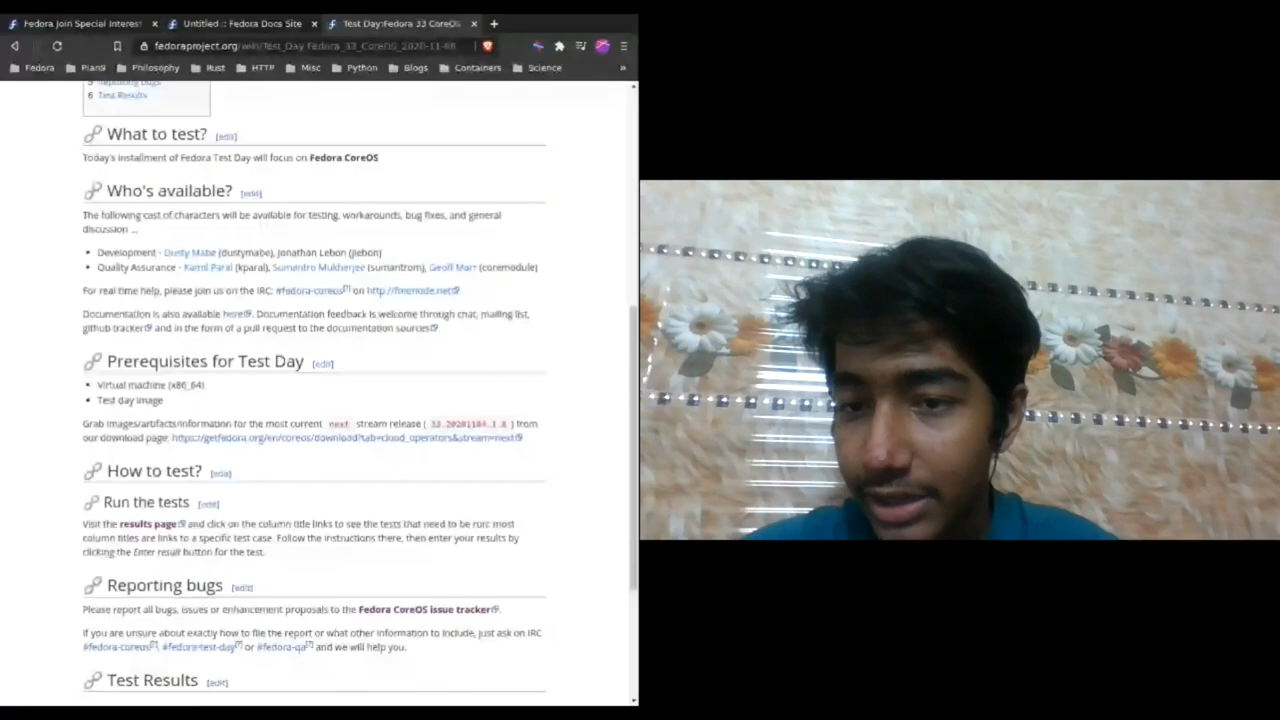 Fedora Join Special Interest
Untitled :: Fedora Docs Site
Test Day:Fedora 33 CoreOS
fedoraproject.org/wiki/Test_Day:Fedora_33_CoreOS_2020-11-06
Fedora
Plan9
Philosophy
Rust
HTTP
Misc
Python
Blogs
Containers
Science
»
5 Reporting bugs
6 Test Results
What to test? [edit]
Today's installment of Fedora Test Day will focus on Fedora CoreOS
Who's available? [edit]
The following cast of characters will be available for testing, workarounds, bug fixes, and general
discussion ...
• Development - Dusty Mabe (dustymabe), Jonathan Lebon (jlebon)
• Quality Assurance - Kamil Paral (kparal), Sumantro Mukherjee (sumantrom), Geoff Marr (coremodule)
For real time help, please join us on the IRC: #fedora-coreos[?] on http://freenode.net
Documentation is also available here. Documentation feedback is welcome through chat, mailing list,
github tracker and in the form of a pull request to the documentation sources.
Prerequisites for Test Day [edit]
• Virtual machine (x86_64)
• Test day image
Grab images/artifacts/information for the most current next stream release ( 33.20201104.1.0 ) from
our download page: https://getfedora.org/en/coreos/download?tab=cloud_operators&stream=next
How to test? [edit]
Run the tests [edit]
Visit the results page and click on the column title links to see the tests that need to be run: most
column titles are links to a specific test case. Follow the instructions there, then enter your results by
clicking the Enter result button for the test.
Reporting bugs [edit]
Please report all bugs, issues or enhancement proposals to the Fedora CoreOS issue tracker.
If you are unsure about exactly how to file the report or what other information to include, just ask on IRC
#fedora-coreos[?], #fedora-test-day[?] or #fedora-qa[?] and we will help you.
Test Results [edit]